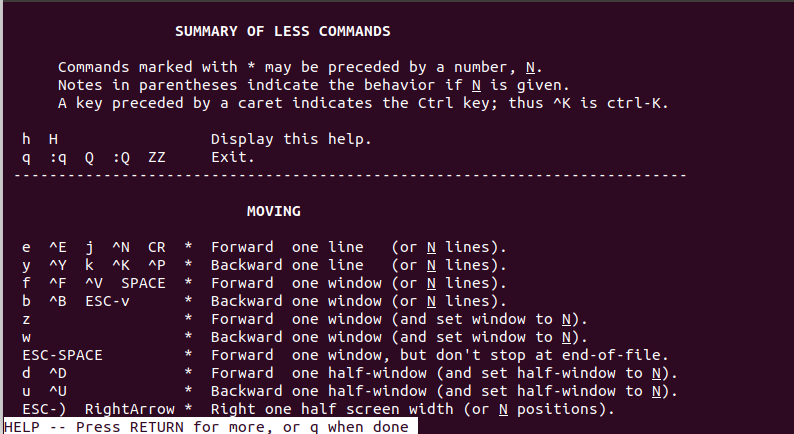 SUMMARY OF LESS COMMANDS
Commands marked with * may be preceded by a number, N.
Notes in parentheses indicate the behavior if N is given.
A key preceded by a caret indicates the Ctrl key; thus ^K is ctrl-K.
h  H                 Display this help.
q  :q  Q  :Q  ZZ     Exit.
---------------------------------------------------------------------------
MOVING
e  ^E  j  ^N  CR  *  Forward  one line   (or N lines).
y  ^Y  k  ^K  ^P  *  Backward one line   (or N lines).
f  ^F  ^V  SPACE  *  Forward  one window (or N lines).
b  ^B  ESC-v      *  Backward one window (or N lines).
z                 *  Forward  one window (and set window to N).
w                 *  Backward one window (and set window to N).
ESC-SPACE         *  Forward  one window, but don't stop at end-of-file.
d  ^D             *  Forward  one half-window (and set half-window to N).
u  ^U             *  Backward one half-window (and set half-window to N).
ESC-)  RightArrow *  Right one half screen width (or N positions).
HELP -- Press RETURN for more, or q when done